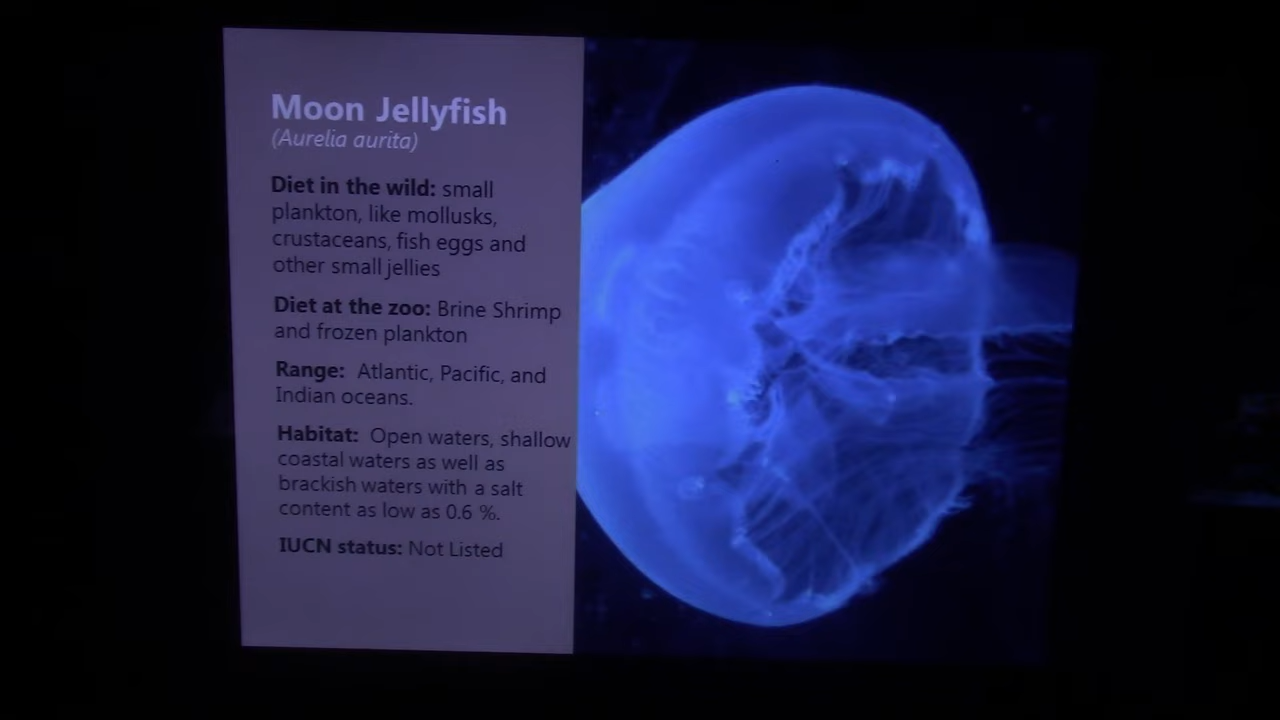 Moon Jellyfish
(Aurelia aurita)
Diet in the wild: small
plankton, like mollusks,
crustaceans, fish eggs and
other small jellies
Diet at the zoo: Brine Shrimp
and frozen plankton
Range: Atlantic, Pacific, and
Indian oceans.
Habitat: Open waters, shallow
coastal waters as well as
brackish waters with a salt
content as low as 0.6 %.
IUCN status: Not Listed